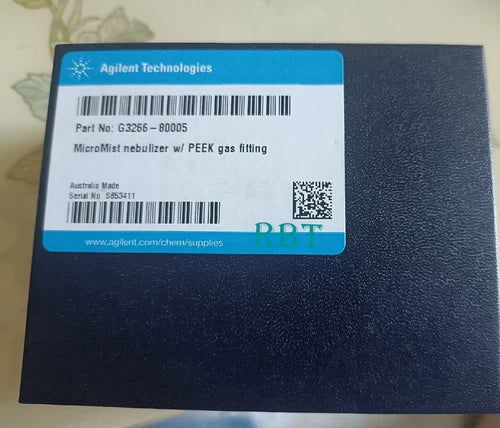 Agilent Technologies
Part No: G3266-80005
MicroMist nebulizer w/ PEEK gas fitting
Australia Made
Serial No S853411
www.agilent.com/chem/supplies
RBT